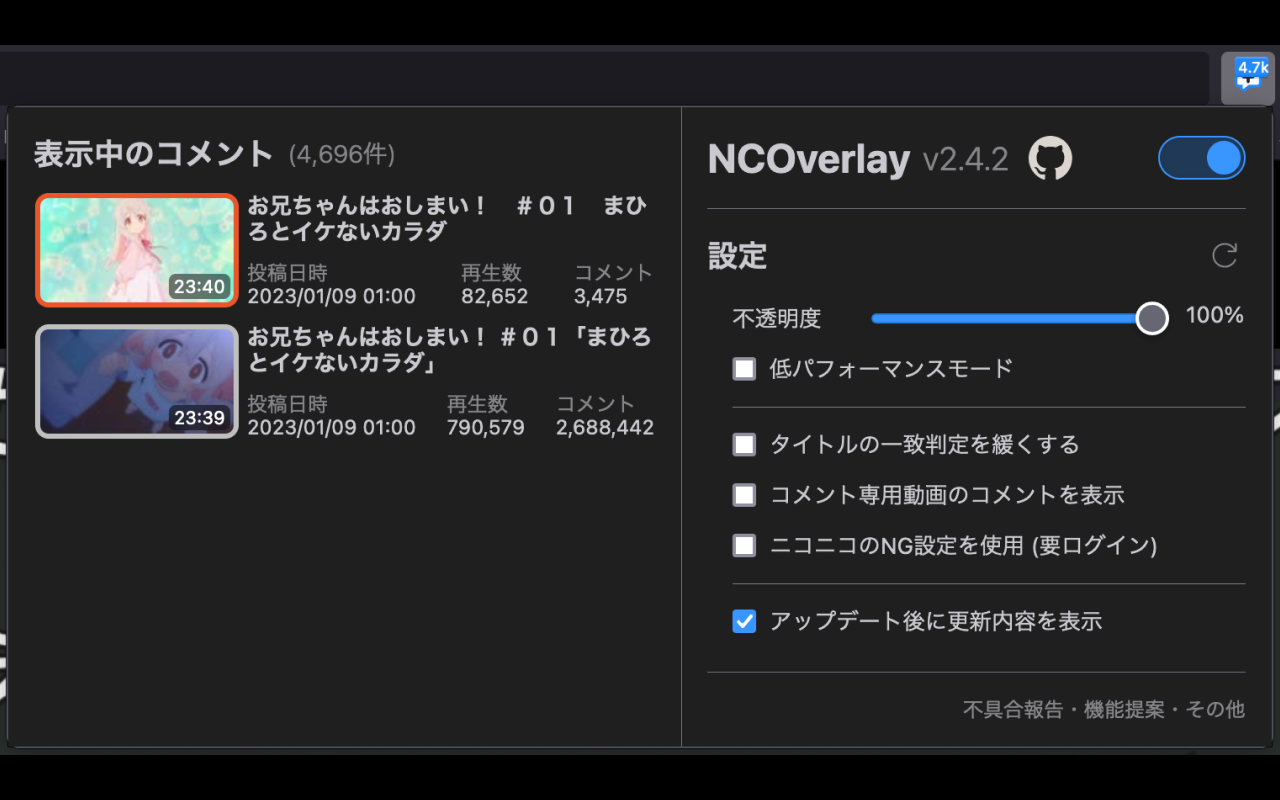 4.7k
表示中のコメント (4,696件)
お兄ちゃんはおしまい！　＃０１　まひ
ろとイケないカラダ
投稿日時 再生数 コメント
2023/01/09 01:00 82,652 3,475
23:40
お兄ちゃんはおしまい！＃０１「まひろ
とイケないカラダ」
投稿日時 再生数 コメント
2023/01/09 01:00 790,579 2,688,442
23:39
NCOverlay v2.4.2
設定
不透明度 100%
低パフォーマンスモード
タイトルの一致判定を緩くする
コメント専用動画のコメントを表示
ニコニコのNG設定を使用 (要ログイン)
アップデート後に更新内容を表示
不具合報告・機能提案・その他